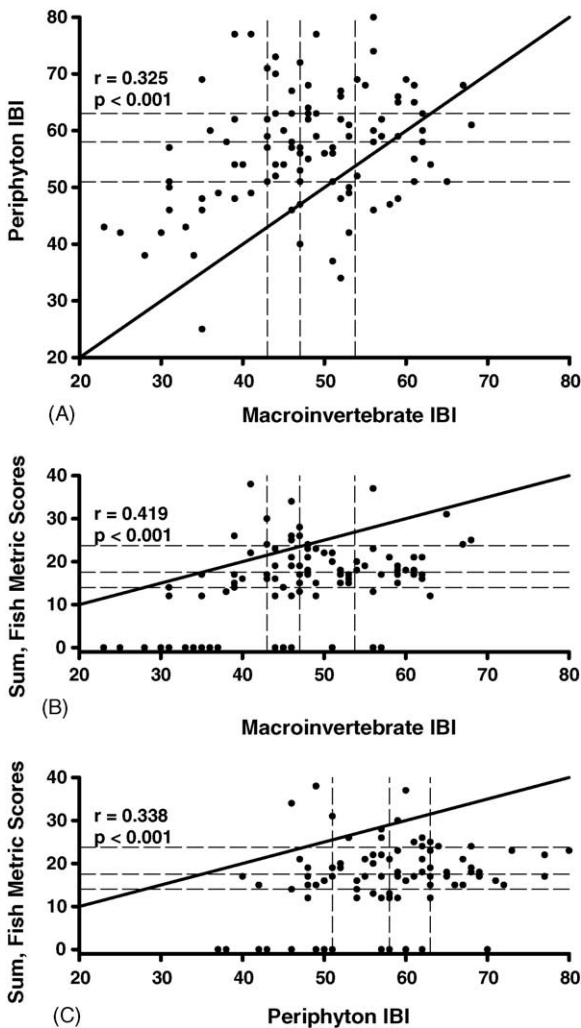 80
70
60
50
40
30
20
Periphyton IBI
r = 0.325
p < 0.001
20 30 40 50 60 70 80
(A)
Macroinvertebrate IBI
40
30
20
10
0
Sum, Fish Metric Scores
r = 0.419
p < 0.001
20 30 40 50 60 70 80
(B)
Macroinvertebrate IBI
40
30
20
10
0
Sum, Fish Metric Scores
r = 0.338
p < 0.001
20 30 40 50 60 70 80
(C)
Periphyton IBI